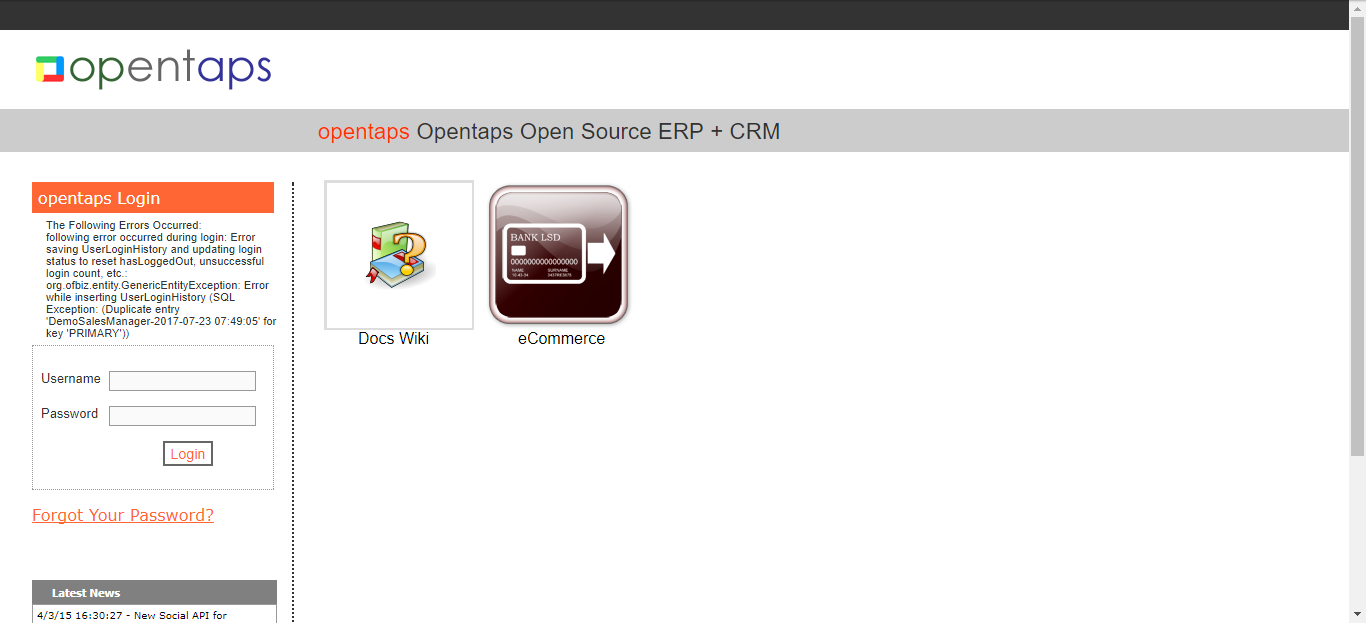 opentaps
opentaps Opentaps Open Source ERP + CRM
opentaps Login
The Following Errors Occurred:
following error occurred during login: Error
saving UserLoginHistory and updating login
status to reset hasLoggedOut, unsuccessful
login count, etc.:
org.ofbiz.entity.GenericEntityException: Error
while inserting UserLoginHistory (SQL
Exception: (Duplicate entry
'DemoSalesManager-2017-07-23 07:49:05' for
key 'PRIMARY'))
Username
Password
Login
Forgot Your Password?
Latest News
4/3/15 16:30:27 - New Social API for
BANK LSD
0000000000000000
NAME SURNAME
Docs Wiki
eCommerce